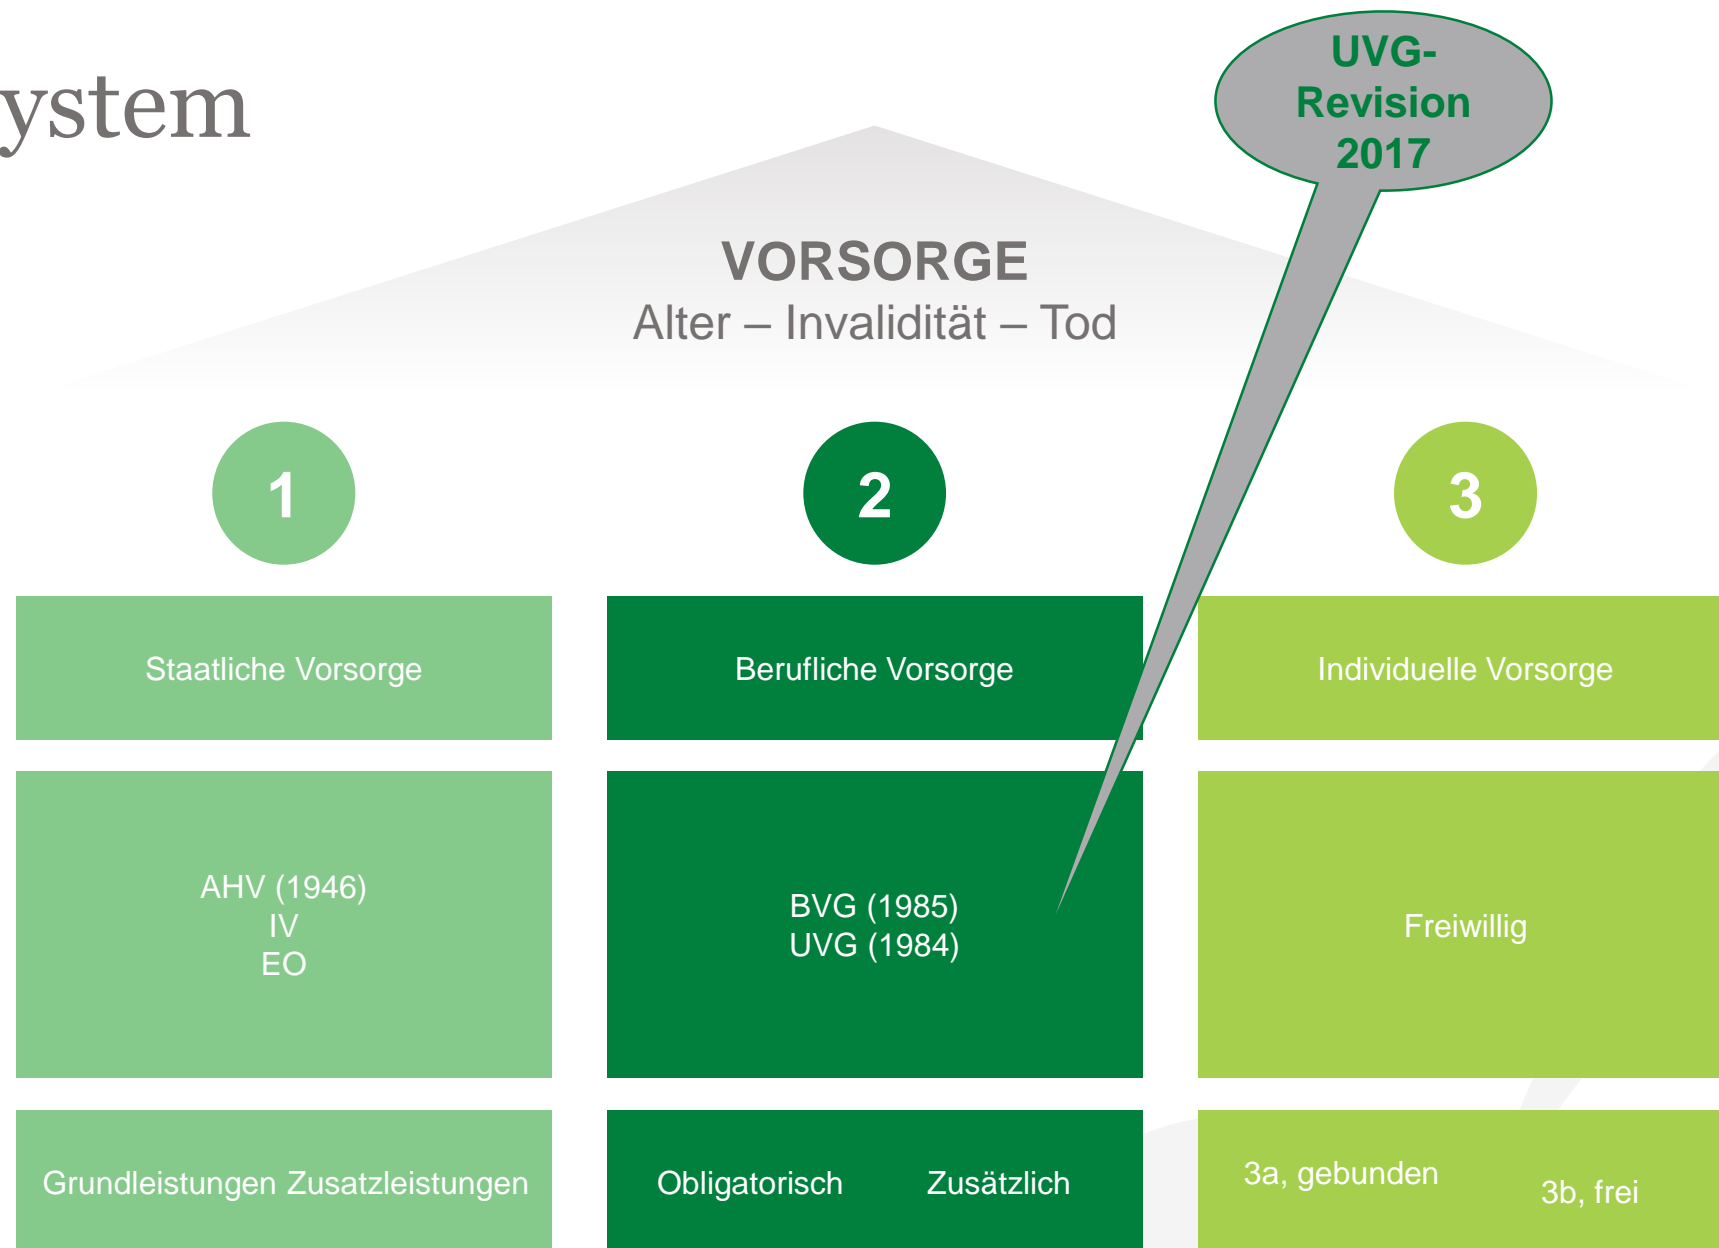 ystem
UVG-
Revision
2017
VORSORGE
Alter – Invalidität – Tod
1
2
3
Staatliche Vorsorge
Berufliche Vorsorge
Individuelle Vorsorge
AHV (1946)
IV
EO
BVG (1985)
UVG (1984)
Freiwillig
Grundleistungen Zusatzleistungen
Obligatorisch Zusätzlich
3a, gebunden
3b, frei